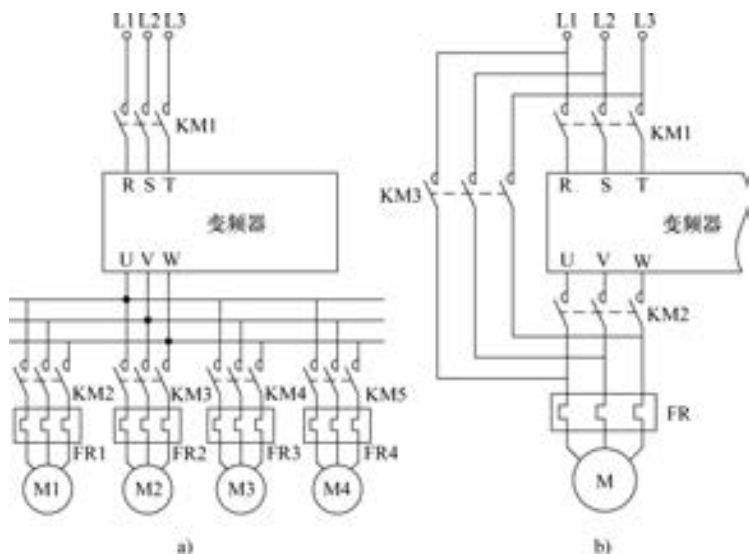 L1 L2 L3
KM1
R S T
变频器
U V W
KM2 KM3 KM4 KM5
FR1 FR2 FR3 FR4
M1 M2 M3 M4
a)
L1 L2 L3
KM1
KM3
R S T
变频器
U V W
KM2
FR
M
b)